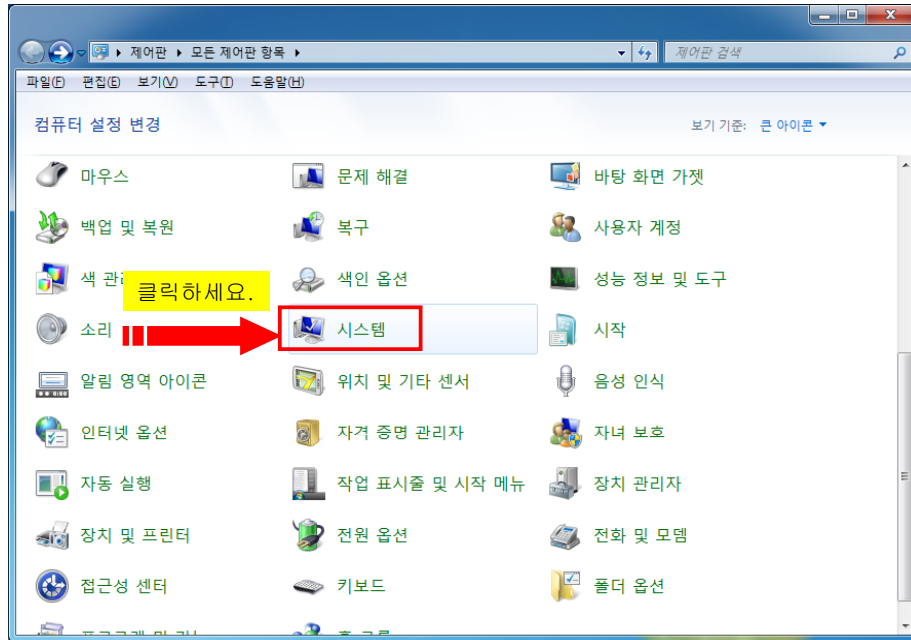 제어판 ▸ 모든 제어판 항목 ▸
제어판 검색
파일(F) 편집(E) 보기(V) 도구(T) 도움말(H)
컴퓨터 설정 변경
보기 기준: 큰 아이콘
마우스
문제 해결
바탕 화면 가젯
백업 및 복원
복구
사용자 계정
색
클릭하세요.
색인 옵션
성능 정보 및 도구
소리
시스템
시작
알림 영역 아이콘
위치 및 기타 센서
음성 인식
인터넷 옵션
자격 증명 관리자
자녀 보호
자동 실행
작업 표시줄 및 시작 메뉴
장치 관리자
장치 및 프린터
전원 옵션
전화 및 모뎀
접근성 센터
키보드
폴더 옵션